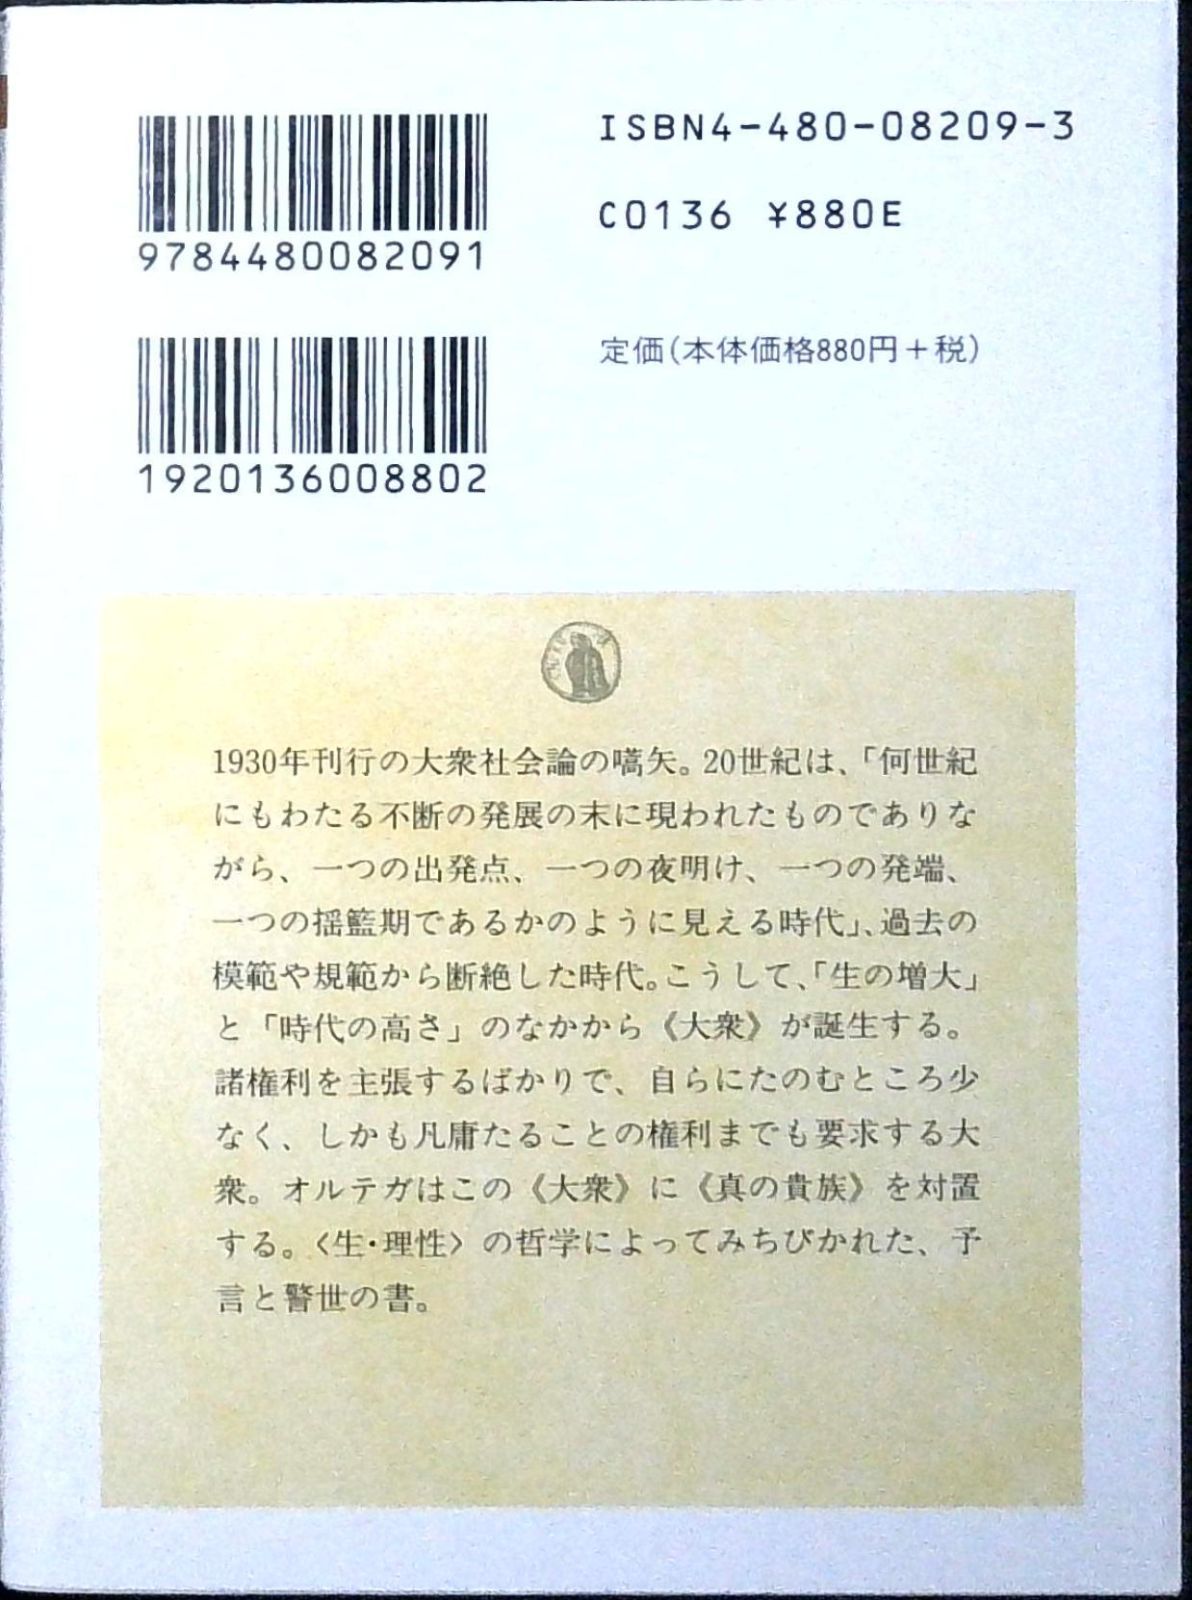 ISBN4-480-08209-3
9784480082091
C0136 ¥880E
定価(本体価格880円+税)
1920136008802
1930年刊行の大衆社会論の嚆矢。20世紀は、「何世紀
にもわたる不断の発展の末に現われたものでありな
がら、一つの出発点、一つの夜明け、一つの発端、
一つの揺籃期であるかのように見える時代」、過去の
模範や規範から断絶した時代。こうして、「生の増大」
と「時代の高さ」のなかから《大衆》が誕生する。
諸権利を主張するばかりで、自らにたのむところ少
なく、しかも凡庸たることの権利までも要求する大
衆。オルテガはこの《大衆》に《真の貴族》を対置
する。〈生・理性〉の哲学によってみちびかれた、予
言と警世の書。